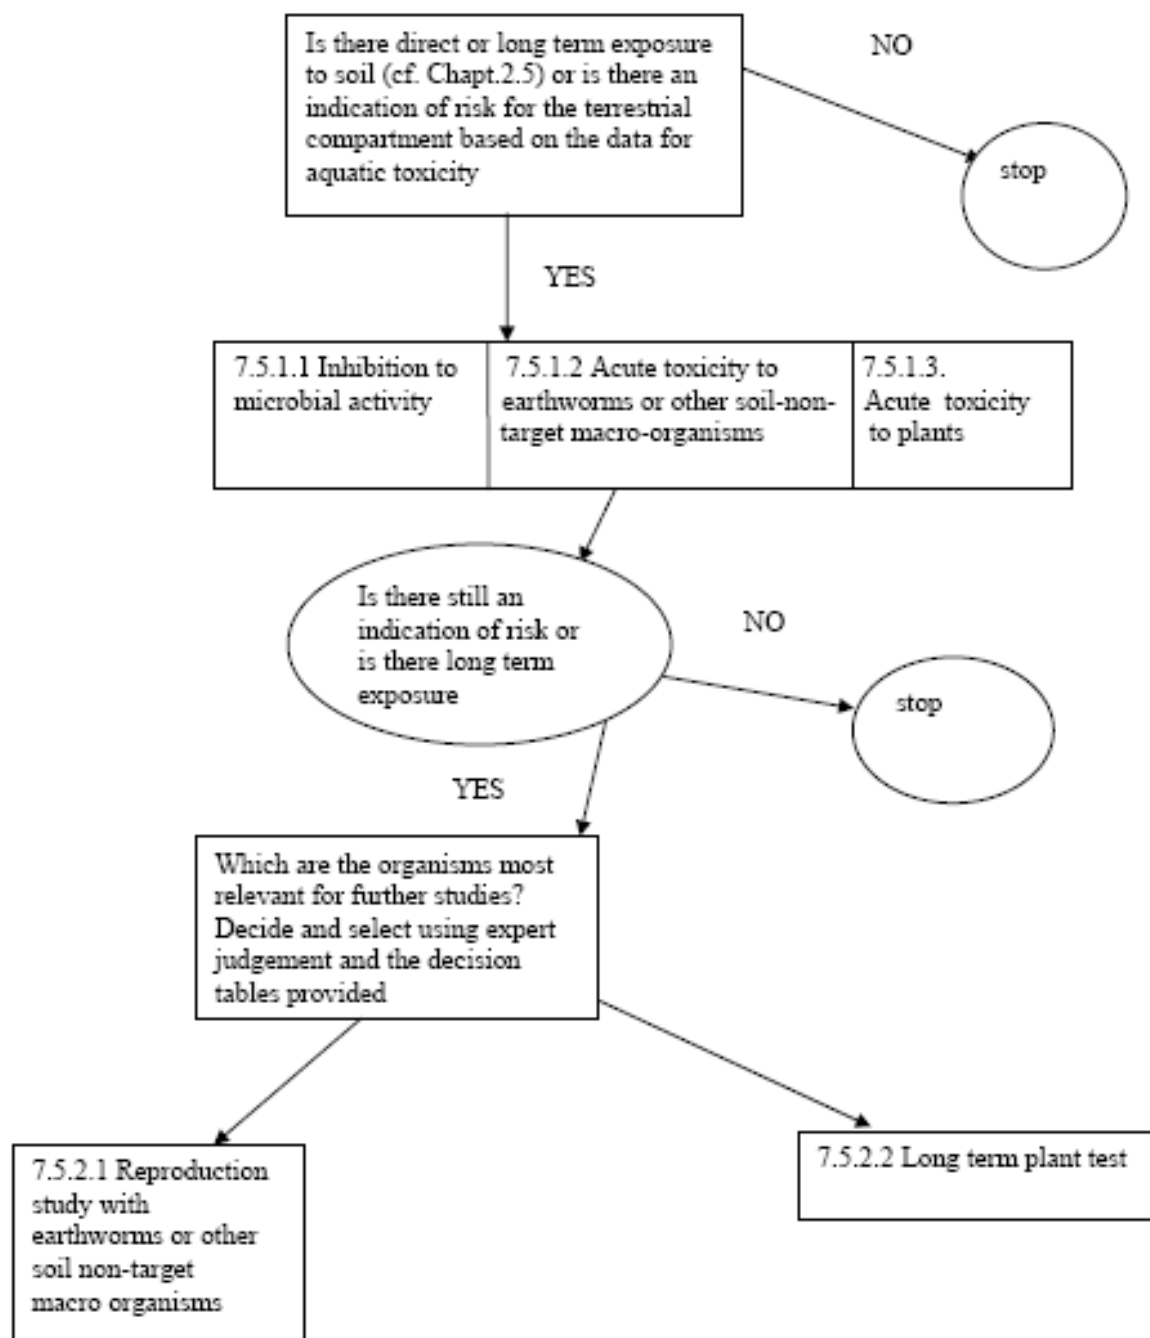 Is there direct or long term exposure
to soil (cf. Chapt.2.5) or is there an
indication of risk for the terrestrial
compartment based on the data for
aquatic toxicity
NO
stop
YES
7.5.1.1 Inhibition to
microbial activity
7.5.1.2 Acute toxicity to
earthworms or other soil-non-
target macro-organisms
7.5.1.3.
Acute toxicity
to plants
Is there still an
indication of risk or
is there long term
exposure
NO
stop
YES
Which are the organisms most
relevant for further studies?
Decide and select using expert
judgement and the decision
tables provided
7.5.2.1 Reproduction
study with
earthworms or other
soil non-target
macro organisms
7.5.2.2 Long term plant test